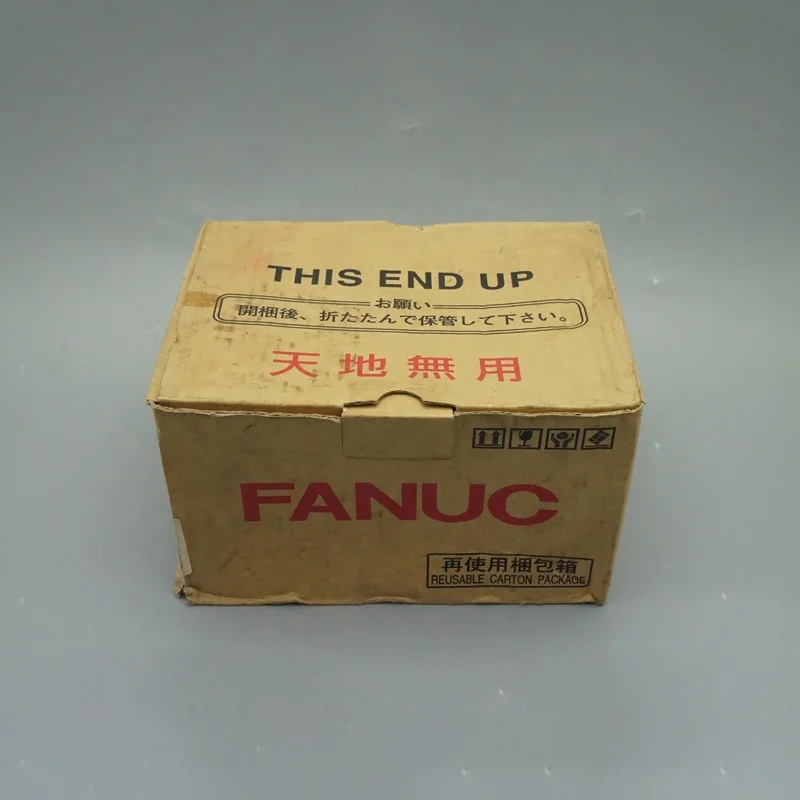 THIS END UP
お願い
開梱後、折たたんで保管して下さい。
天地無用
FANUC
再使用梱包箱
REUSABLE CARTON PACKAGE